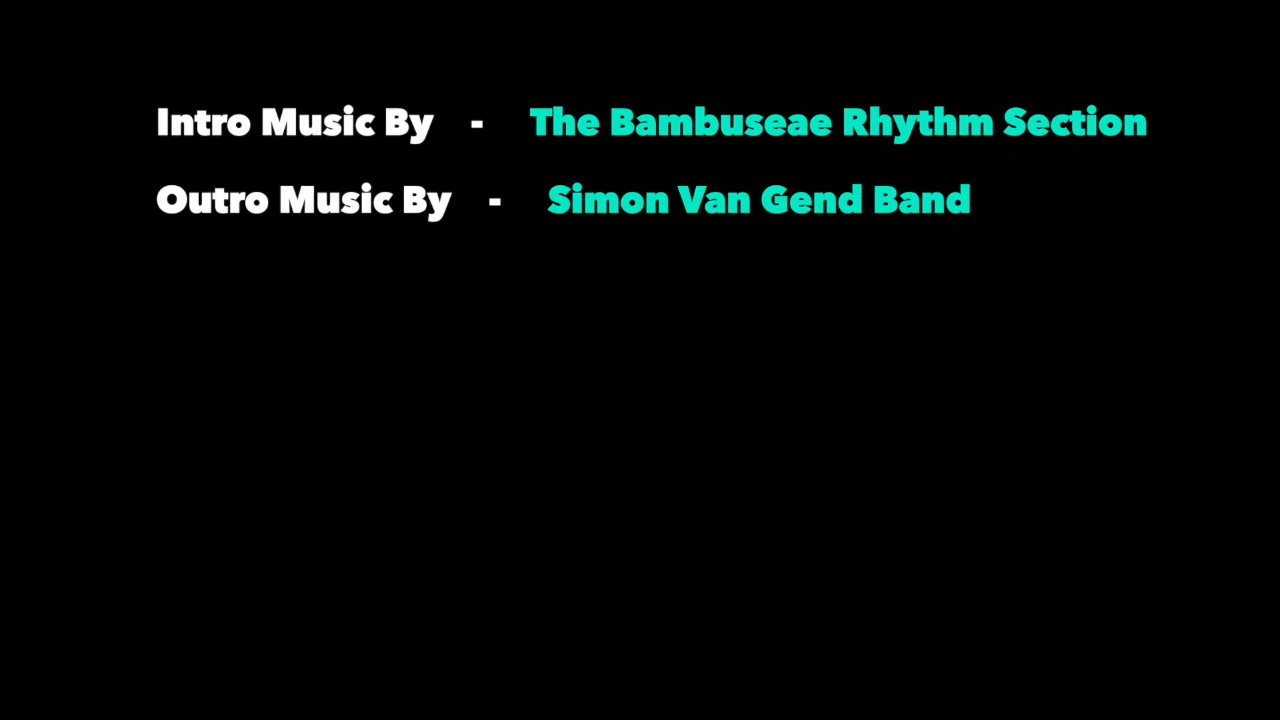 Intro Music By - The Bambuseae Rhythm Section
Outro Music By - Simon Van Gend Band